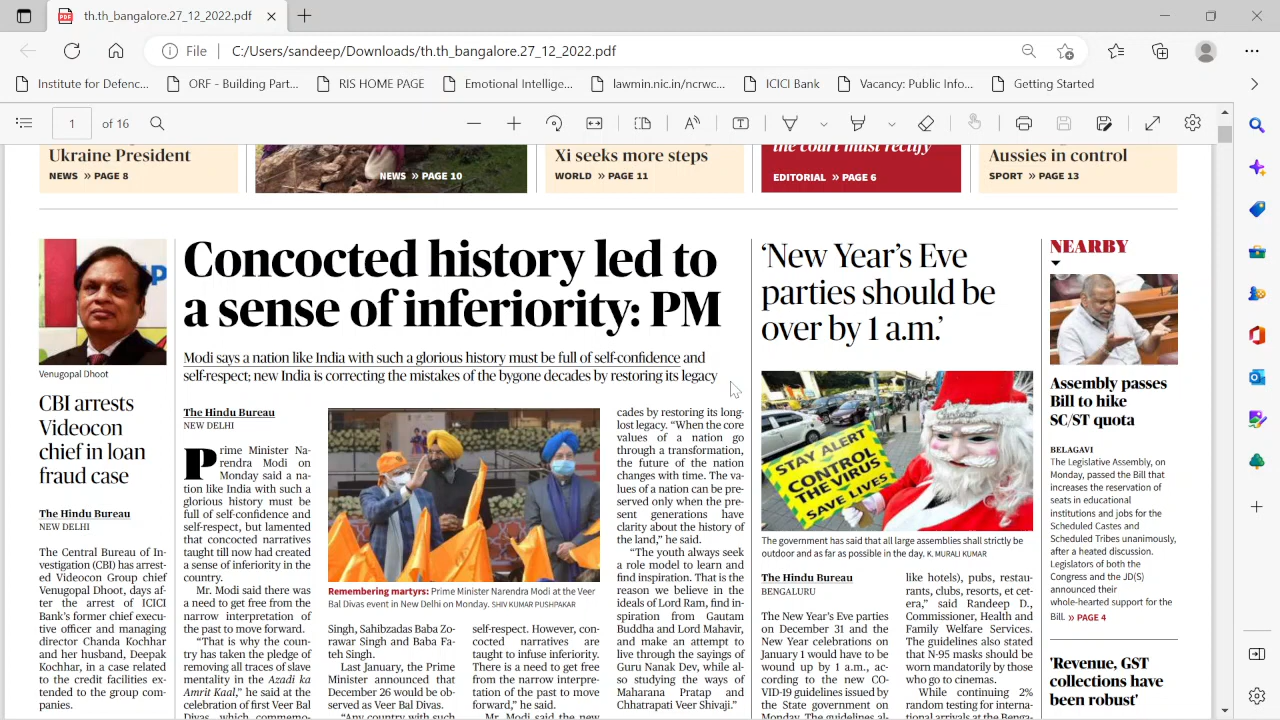 th.th_bangalore.27_12_2022.pdf
File
C:/Users/sandeep/Downloads/th.th_bangalore.27_12_2022.pdf
Institute for Defenc...
ORF - Building Parti...
RIS HOME PAGE
Emotional Intellige...
lawmin.nic.in/ncrwc...
ICICI Bank
Vacancy: Public Info...
Getting Started
1 of 16
Ukraine President
NEWS » PAGE 8
NEWS » PAGE 10
Xi seeks more steps
WORLD » PAGE 11
the court must rectify
EDITORIAL » PAGE 6
Aussies in control
SPORT » PAGE 13
Venugopal Dhoot
CBI arrests
Videocon
chief in loan
fraud case
The Hindu Bureau
NEW DELHI
The Central Bureau of In-
vestigation (CBI) has arrest-
ed Videocon Group chief
Venugopal Dhoot, days af-
ter the arrest of ICICI
Bank's former chief execu-
tive officer and managing
director Chanda Kochhar
and her husband, Deepak
Kochhar, in a case related
to the credit facilities ex-
tended to the group com-
panies.
Concocted history led to
a sense of inferiority: PM
Modi says a nation like India with such a glorious history must be full of self-confidence and
self-respect; new India is correcting the mistakes of the bygone decades by restoring its legacy
The Hindu Bureau
NEW DELHI
Prime Minister Na-
rendra Modi on
Monday said a na-
tion like India with such a
glorious history must be
full of self-confidence and
self-respect, but lamented
that concocted narratives
taught till now had created
a sense of inferiority in the
country.
Mr. Modi said there was
a need to get free from the
narrow interpretation of
the past to move forward.
"That is why the coun-
try has taken the pledge of
removing all traces of slave
mentality in the Azadi ka
Amrit Kaal," he said at the
celebration of first Veer Bal
Divas, which commemo-
Remembering martyrs: Prime Minister Narendra Modi at the Veer
Bal Divas event in New Delhi on Monday. SHIV KUMAR PUSHPAKAR
Singh, Sahibzadas Baba Zo-
rawar Singh and Baba Fa-
teh Singh.
Last January, the Prime
Minister announced that
December 26 would be ob-
served as Veer Bal Divas.
"Any country with such
self-respect. However, con-
cocted narratives are
taught to infuse inferiority.
There is a need to get free
from the narrow interpre-
tation of the past to move
forward," he said.
Mr. Modi said the new
cades by restoring its long-
lost legacy. "When the core
values of a nation go
through a transformation,
the future of the nation
changes with time. The va-
lues of a nation can be pre-
served only when the pre-
sent generations have
clarity about the history of
the land," he said.
"The youth always seek
a role model to learn and
find inspiration. That is the
reason we believe in the
ideals of Lord Ram, find in-
spiration from Gautam
Buddha and Lord Mahavir,
and make an attempt to
live through the sayings of
Guru Nanak Dev, while al-
so studying the ways of
Maharana Pratap and
Chhatrapati Veer Shivaji."
'New Year's Eve
parties should be
over by 1 a.m.'
STAY ALERT
CONTROL
THE VIRUS
SAVE LIVES
The government has said that all large assemblies shall strictly be
outdoor and as far as possible in the day. K. MURALI KUMAR
The Hindu Bureau
BENGALURU
The New Year's Eve parties
on December 31 and the
New Year celebrations on
January 1 would have to be
wound up by 1 a.m., ac-
cording to the new CO-
VID-19 guidelines issued by
the State government on
Monday. The guidelines al-
like hotels), pubs, restau-
rants, clubs, resorts, et cet-
era," said Randeep D.,
Commissioner, Health and
Family Welfare Services.
The guidelines also stated
that N-95 masks should be
worn mandatorily by those
who go to cinemas.
While continuing 2%
random testing for interna-
tional arrivals at the Benga-
NEARBY
Assembly passes
Bill to hike
SC/ST quota
BELAGAVI
The Legislative Assembly, on
Monday, passed the Bill that
increases the reservation of
seats in educational
institutions and jobs for the
Scheduled Castes and
Scheduled Tribes unanimously,
after a heated discussion.
Legislators of both the
Congress and the JD(S)
announced their
whole-hearted support for the
Bill. » PAGE 4
'Revenue, GST
collections have
been robust'